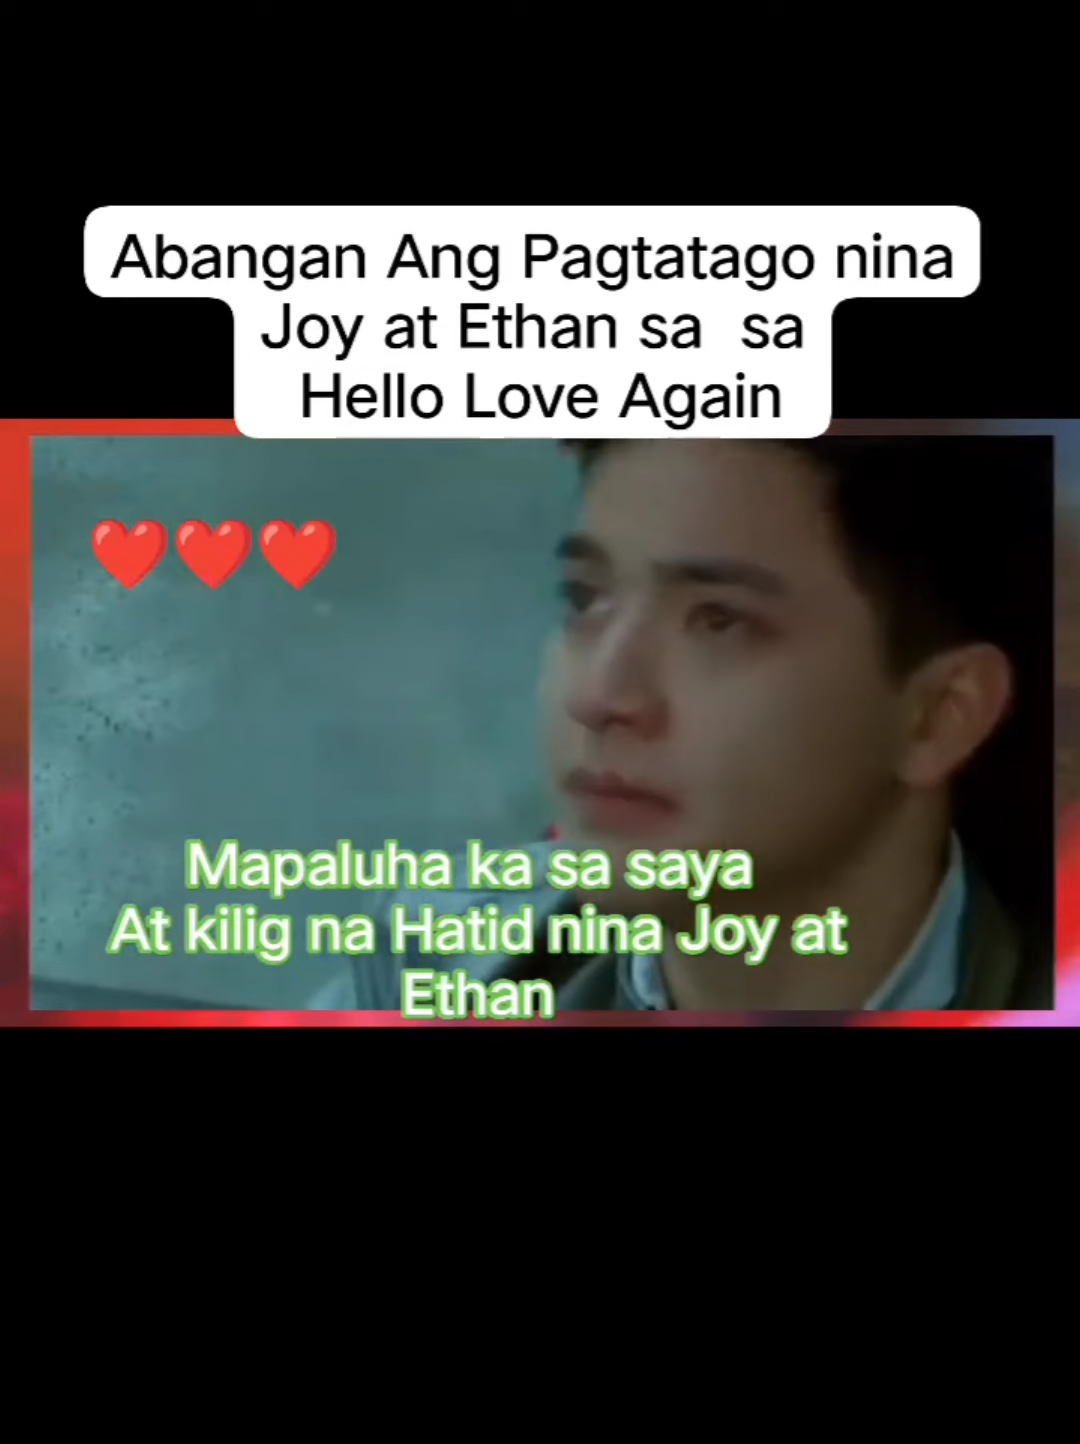 Abangan Ang Pagtatago nina
Joy at Ethan sa sa
Hello Love Again
Mapaluha ka sa saya
At kilig na Hatid nina Joy at
Ethan